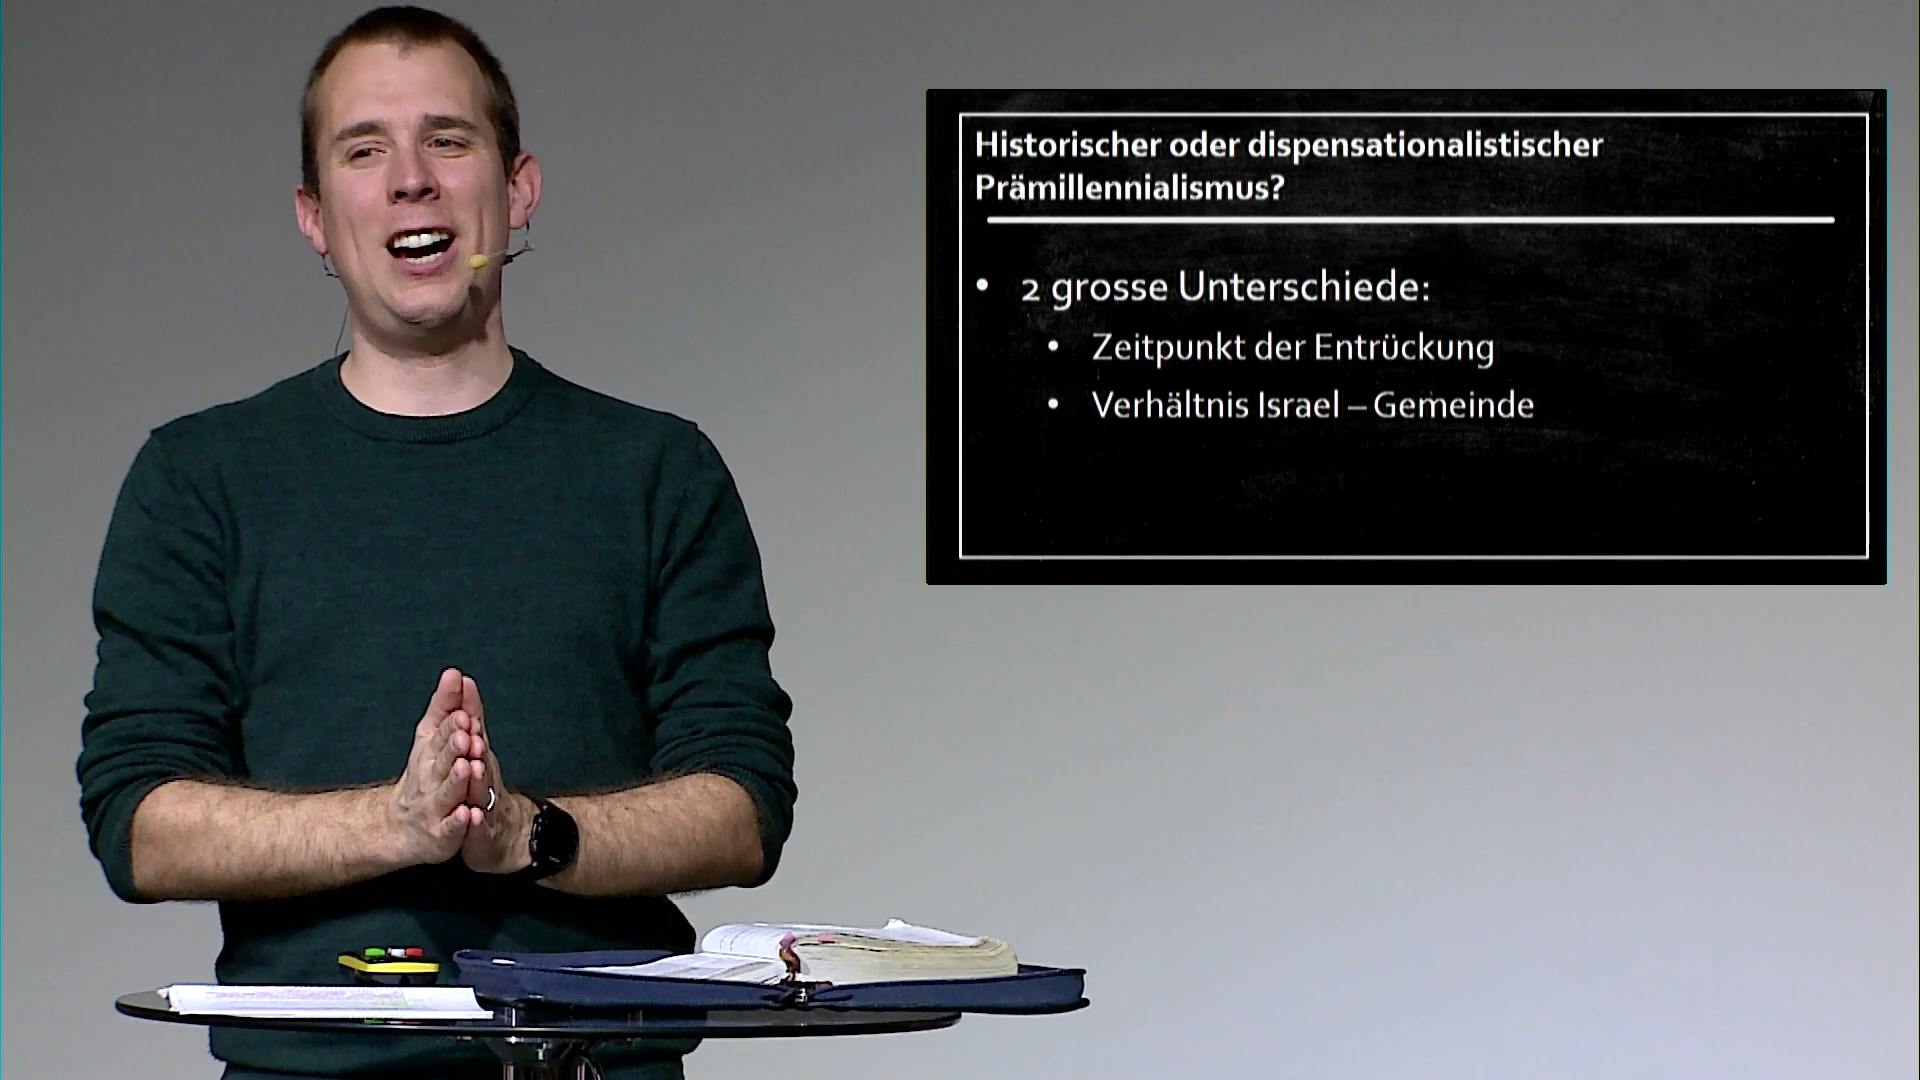 Historischer oder dispensationalistischer
Prämillennialismus?
• 2 grosse Unterschiede:
• Zeitpunkt der Entrückung
• Verhältnis Israel – Gemeinde